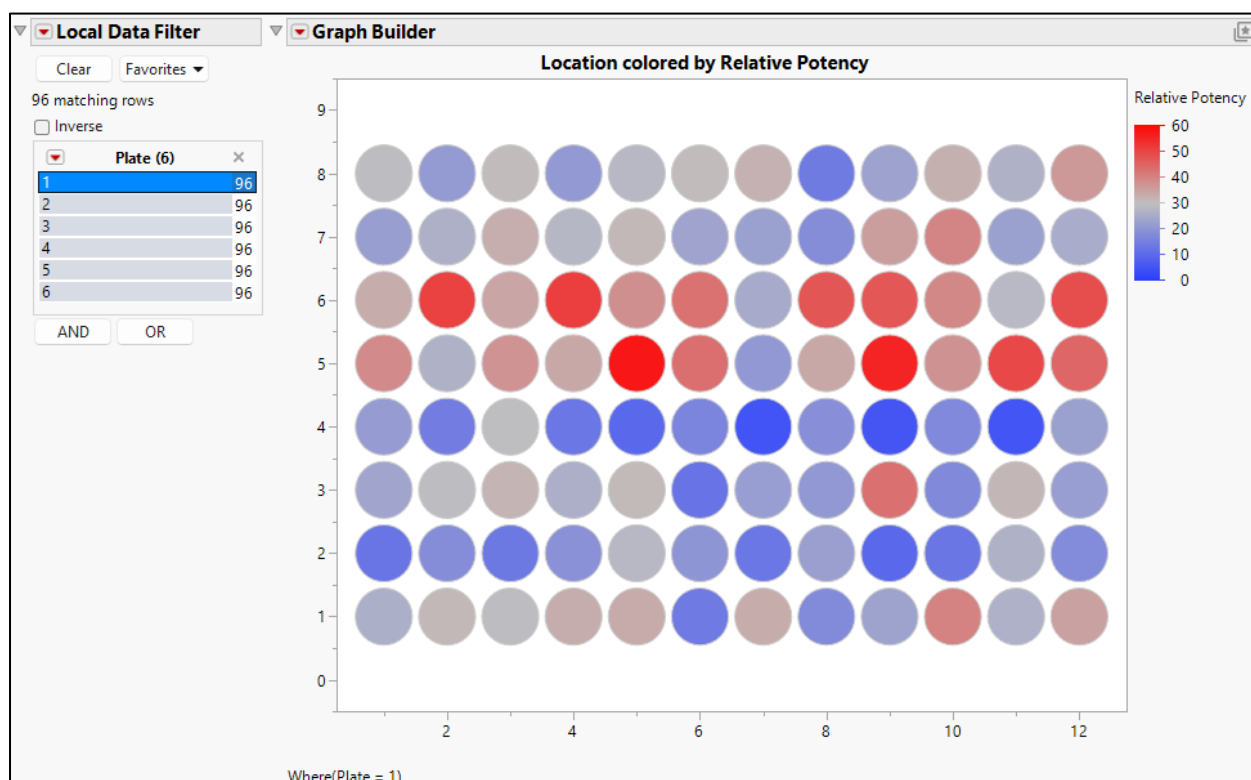 Local Data Filter
Clear
Favorites
96 matching rows
Inverse
Plate (6)
1 96
2 96
3 96
4 96
5 96
6 96
AND
OR
Graph Builder
Location colored by Relative Potency
9
8
7
6
5
4
3
2
1
0
2 4 6 8 10 12
Where(Plate = 1)
Relative Potency
60
50
40
30
20
10
0